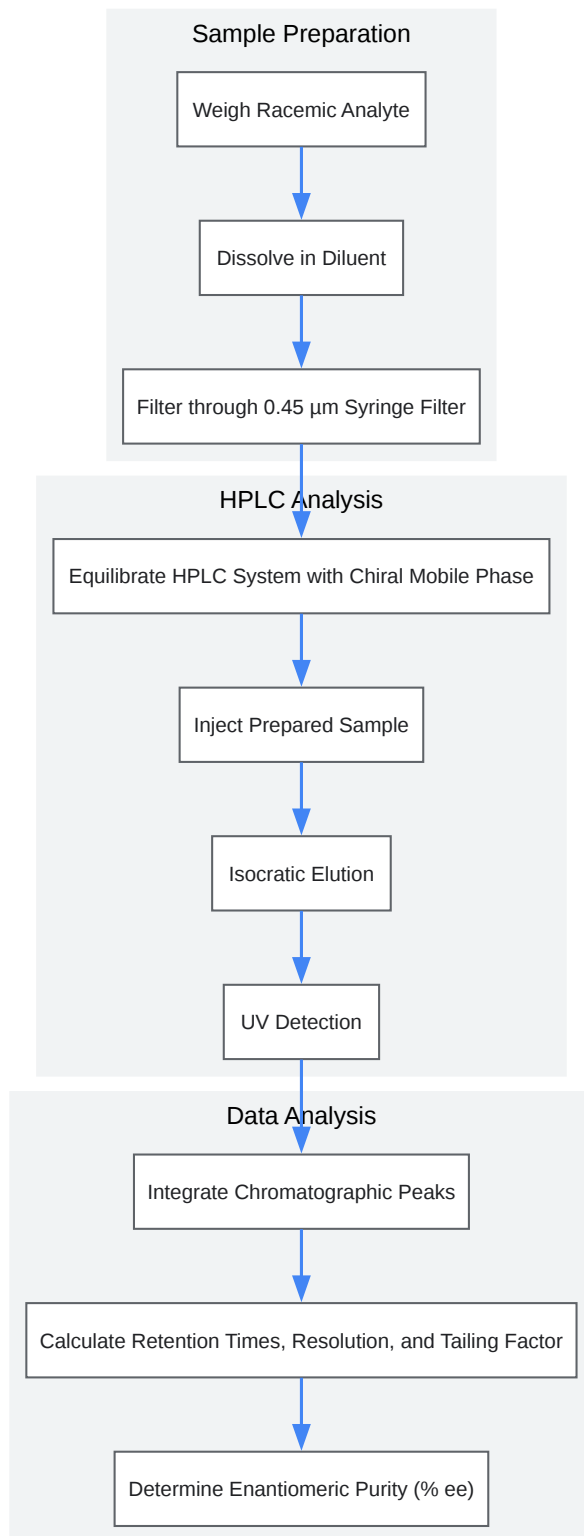 Sample Preparation
Weigh Racemic Analyte
Dissolve in Diluent
Filter through 0.45 µm Syringe Filter
HPLC Analysis
Equilibrate HPLC System with Chiral Mobile Phase
Inject Prepared Sample
Isocratic Elution
UV Detection
Data Analysis
Integrate Chromatographic Peaks
Calculate Retention Times, Resolution, and Tailing Factor
Determine Enantiomeric Purity (% ee)